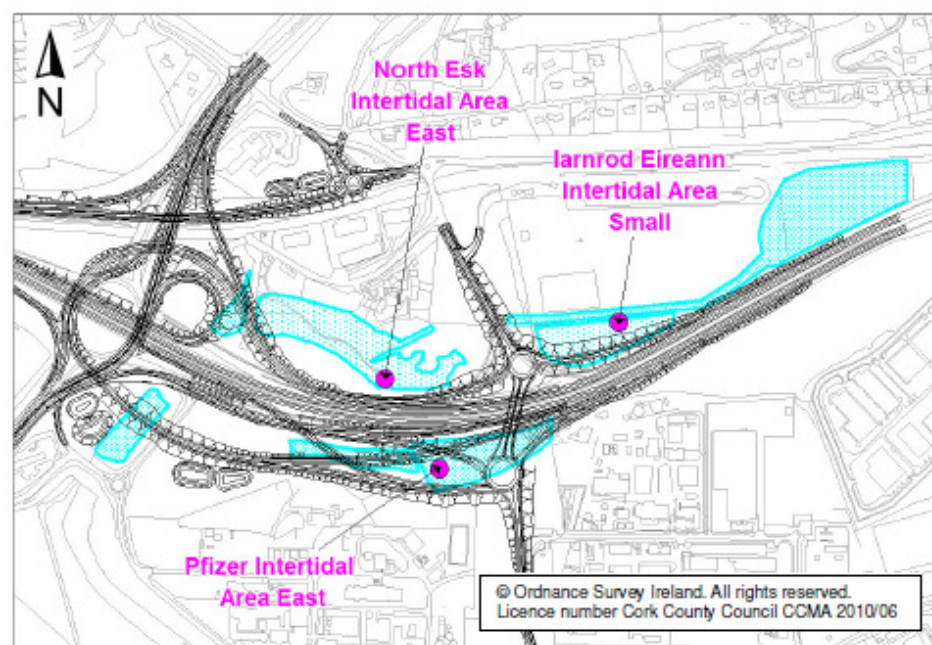 N
North Esk
Intertidal Area
East
Iarnrod Eireann
Intertidal Area
Small
Pfizer Intertidal
Area East
© Ordnance Survey Ireland. All rights reserved.
Licence number Cork County Council CCMA 2010/06